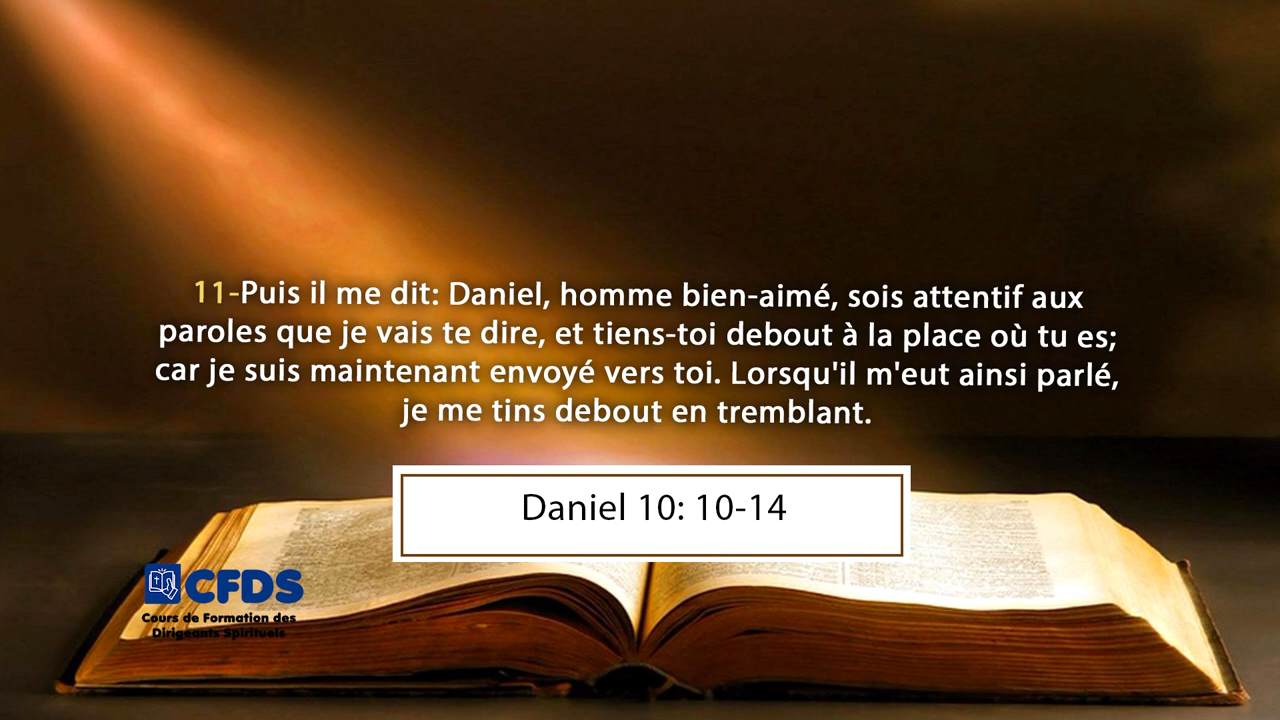 11-Puis il me dit: Daniel, homme bien-aimé, sois attentif aux
paroles que je vais te dire, et tiens-toi debout à la place où tu es;
car je suis maintenant envoyé vers toi. Lorsqu'il m'eut ainsi parlé,
je me tins debout en tremblant.
Daniel 10: 10-14
CFDS
Cours de Formation des
Dirigeants Spirituels